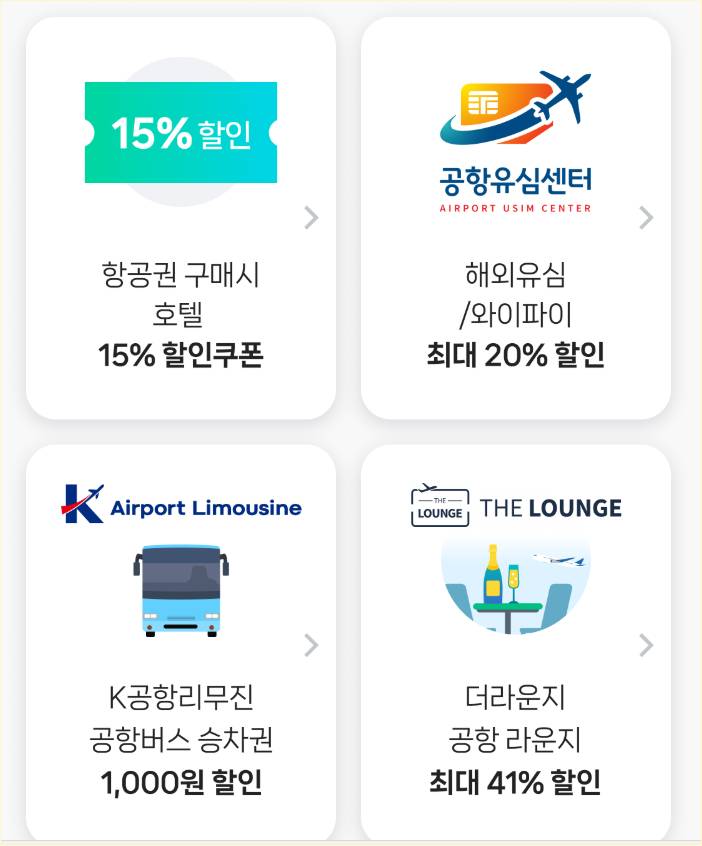 15% 할인
항공권 구매시
호텔
15% 할인쿠폰
공항유심센터
AIRPORT USIM CENTER
해외유심
/와이파이
최대 20% 할인
K Airport Limousine
K공항리무진
공항버스 승차권
1,000원 할인
THE
LOUNGE
THE LOUNGE
더라운지
공항 라운지
최대 41% 할인